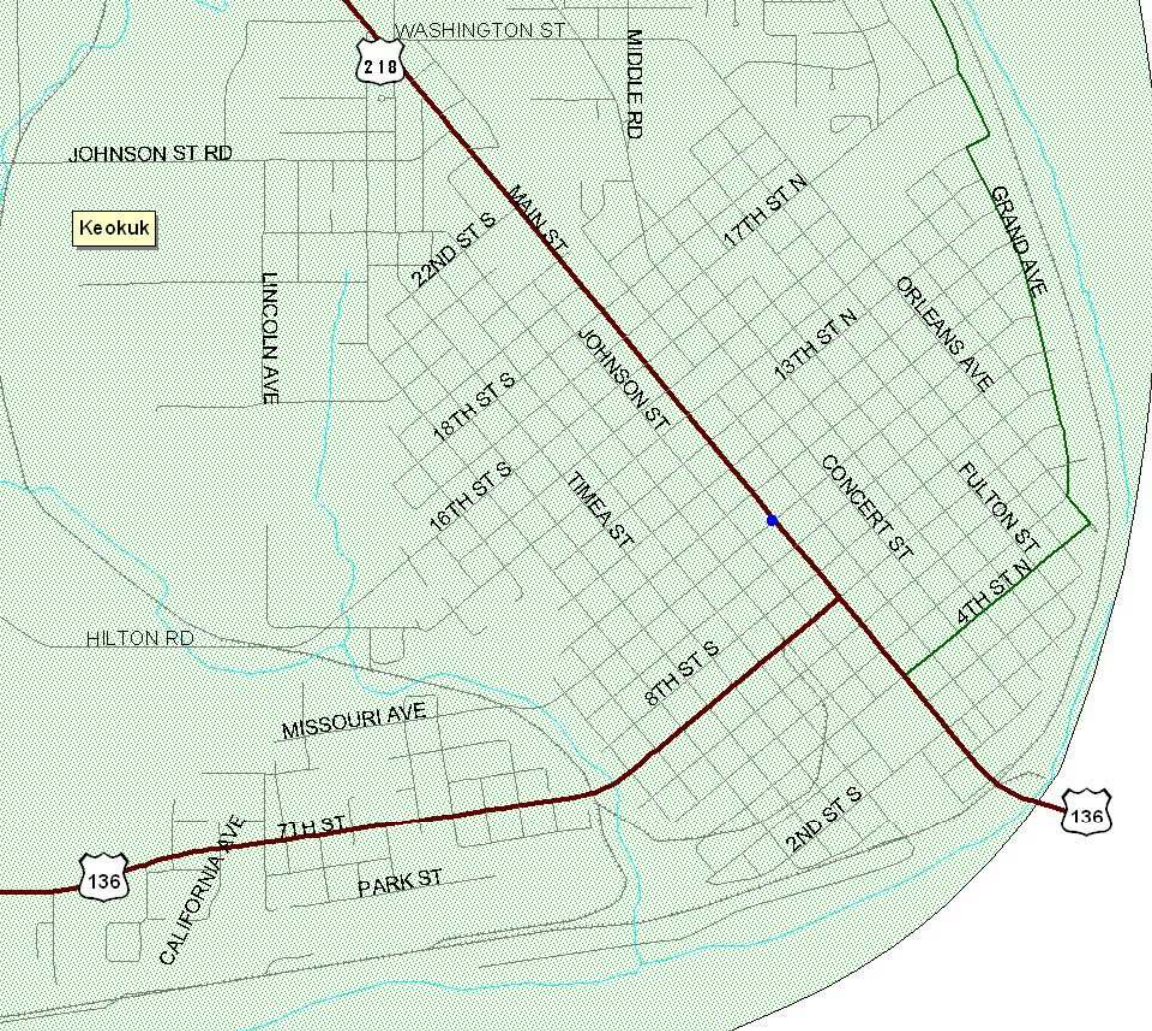 WASHINGTON ST
218
MIDDLE RD
JOHNSON ST RD
Keokuk
MAIN ST
22ND ST S
17TH ST N
GRAND AVE
LINCOLN AVE
ORLEANS AVE
13TH ST N
JOHNSON ST
18TH ST S
16TH ST S
TIMEA ST
CONCERT ST
FULTON ST
4TH ST N
HILTON RD
8TH ST S
MISSOURI AVE
2ND ST S
136
7TH ST
136
PARK ST
CALIFORNIA AVE